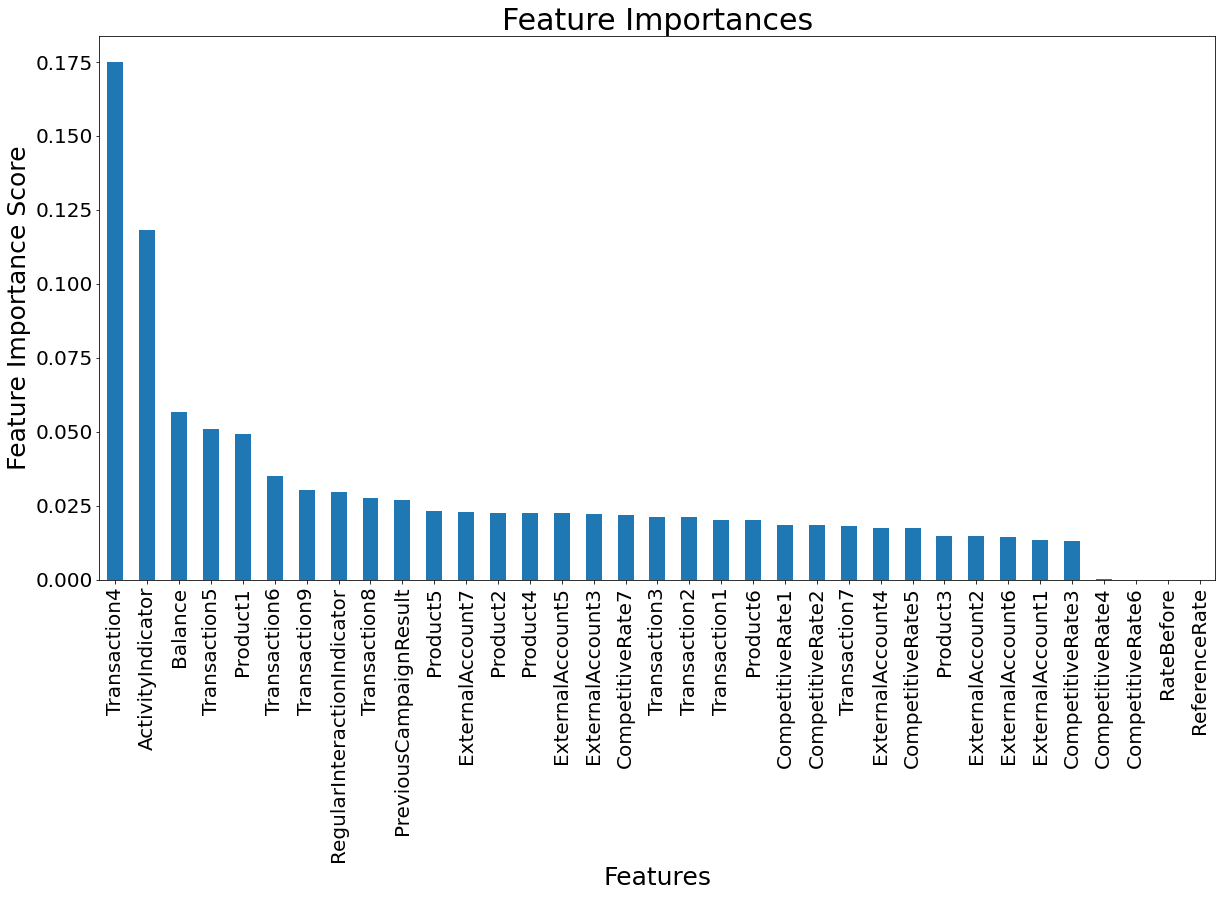 Feature Importances
Feature Importance Score
0.175
0.150
0.125
0.100
0.075
0.050
0.025
0.000
Transaction4
ActivityIndicator
Balance
Transaction5
Product1
Transaction6
Transaction9
RegularInteractionIndicator
Transaction8
PreviousCampaignResult
Product5
ExternalAccount7
Product2
Product4
ExternalAccount5
ExternalAccount3
CompetitiveRate7
Transaction3
Transaction2
Transaction1
Product6
CompetitiveRate1
CompetitiveRate2
Transaction7
ExternalAccount4
CompetitiveRate5
Product3
ExternalAccount2
ExternalAccount6
ExternalAccount1
CompetitiveRate3
CompetitiveRate4
CompetitiveRate6
RateBefore
ReferenceRate
Features